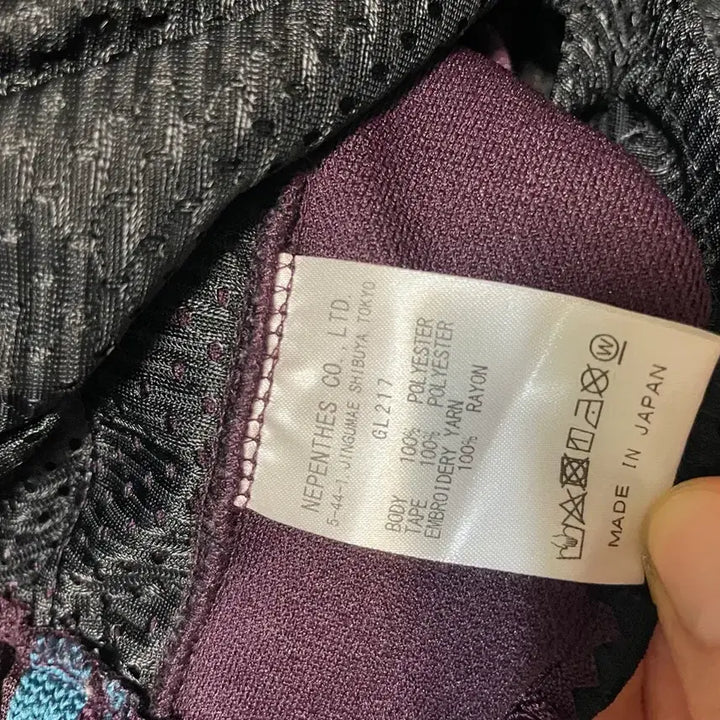 NEPENTHES CO., LTD.
5-44-1, JINGUMAE SHIBUYA TOKYO
GL217
BODY 100% POLYESTER
TAPE 100% POLYESTER
EMBROIDERY YARN
100% RAYON
W
MADE IN JAPAN